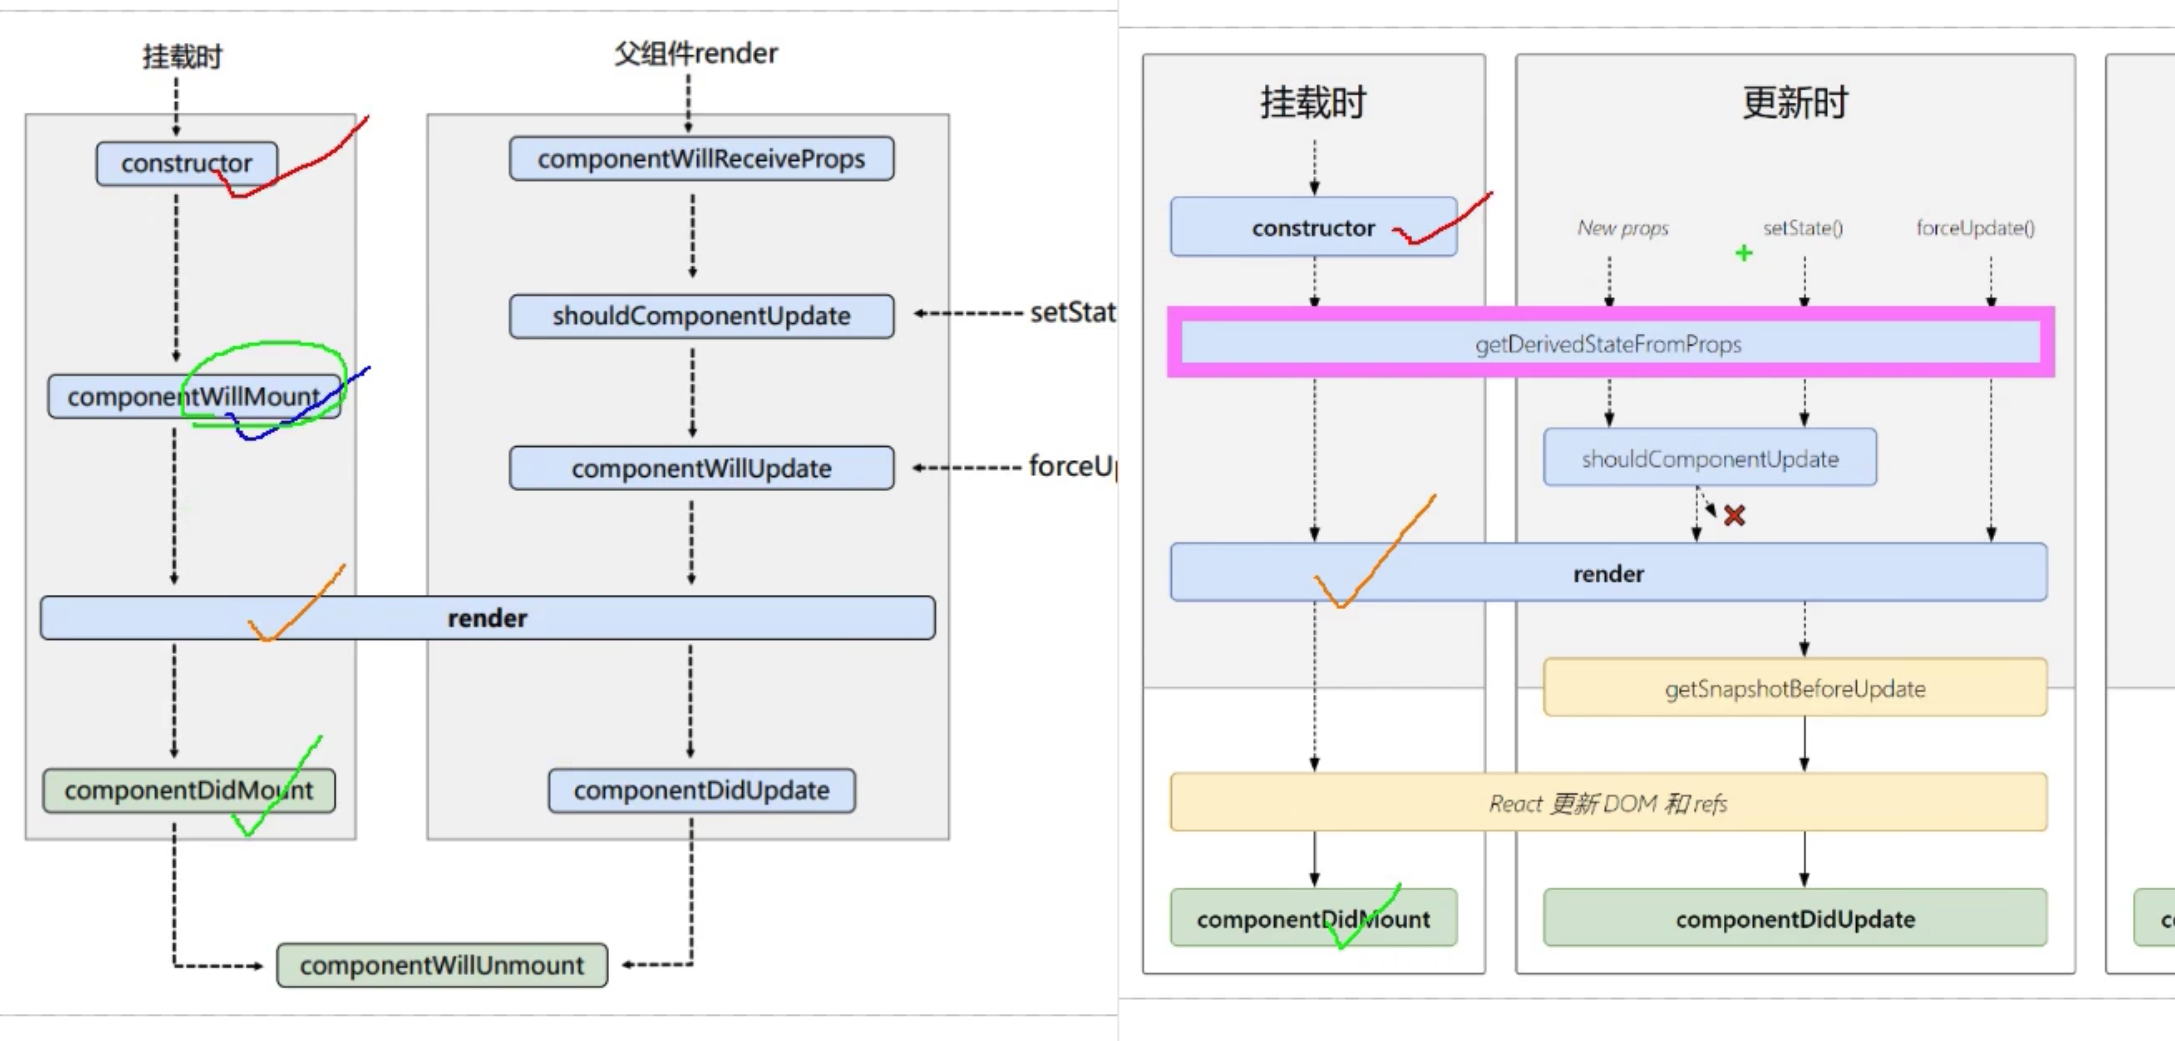 挂载时
父组件render
constructor
componentWillReceiveProps
shouldComponentUpdate
setStat
componentWillMount
componentWillUpdate
forceUp
render
componentDidMount
componentDidUpdate
componentWillUnmount
挂载时
更新时
constructor
New props
setState()
forceUpdate()
getDerivedStateFromProps
shouldComponentUpdate
render
getSnapshotBeforeUpdate
React 更新 DOM 和 refs
componentDidMount
componentDidUpdate
c